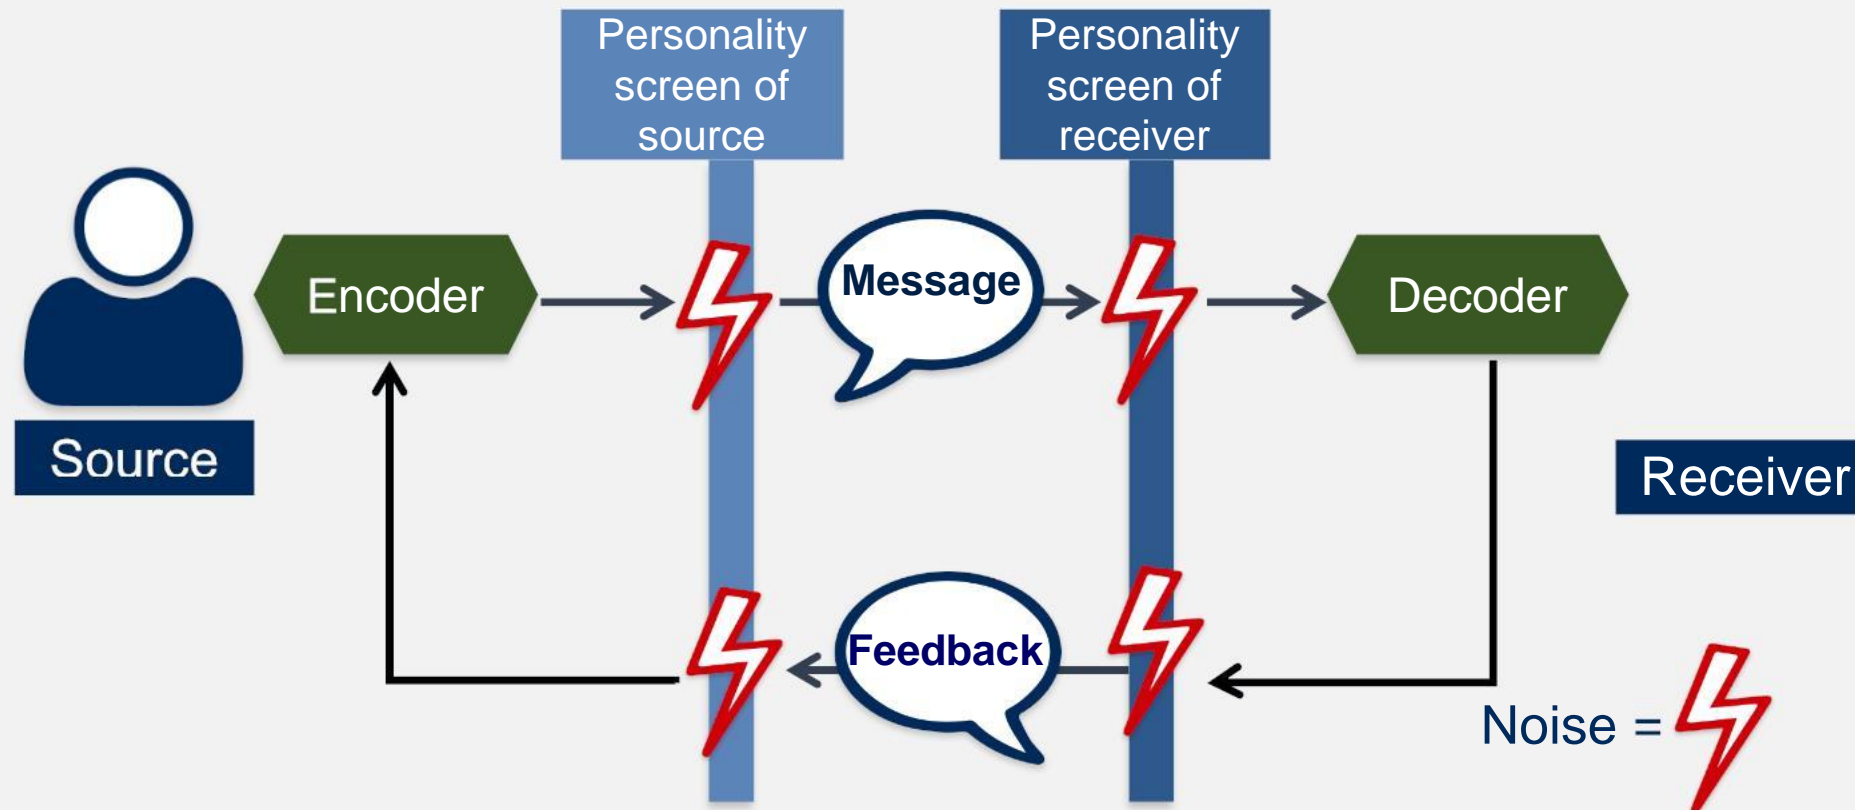 Personality
screen of
source
Personality
screen of
receiver
Encoder
Message
Decoder
Source
Receiver
Feedback
Noise =